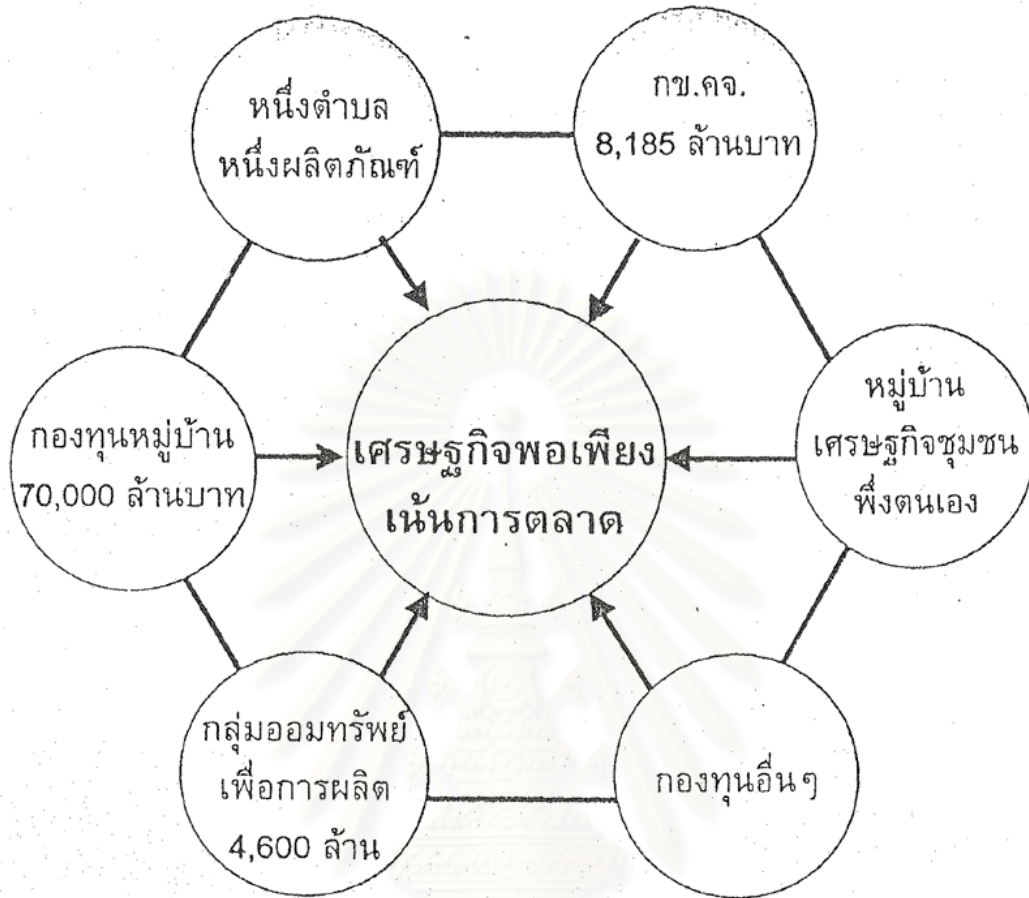 หนึ่งตำบล
หนึ่งผลิตภัณฑ์
กข.คจ.
8,185 ล้านบาท
กองทุนหมู่บ้าน
70,000 ล้านบาท
เศรษฐกิจพอเพียง
เน้นการตลาด
หมู่บ้าน
เศรษฐกิจชุมชน
พึ่งตนเอง
กลุ่มออมทรัพย์
เพื่อการผลิต
4,600 ล้าน
กองทุนอื่นๆ